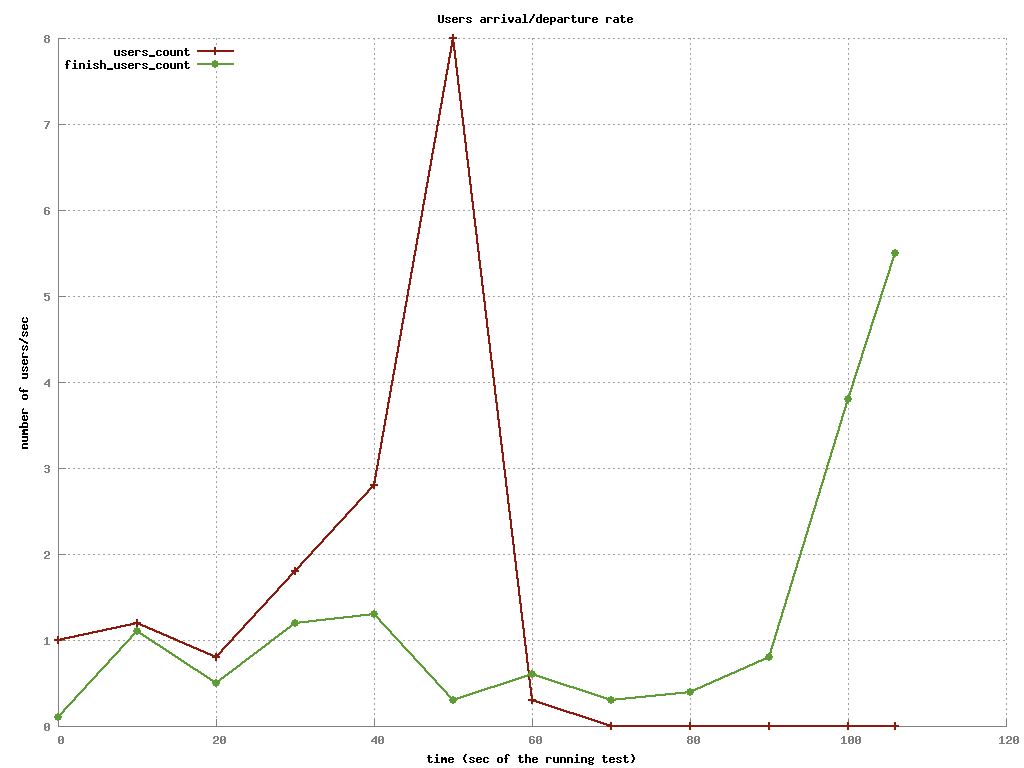 Users arrival/departure rate
users_count
finish_users_count
8
7
6
5
4
3
2
1
0
number of users/sec
0 20 40 60 80 100 120
time (sec of the running test)